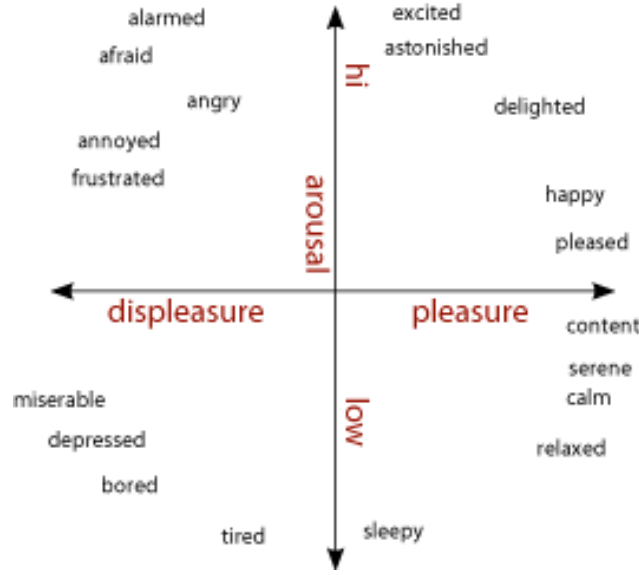 alarmed
excited
afraid
astonished
hi
angry
delighted
annoyed
frustrated
arousal
happy
pleased
displeasure
pleasure
content
serene
miserable
calm
low
depressed
relaxed
bored
tired
sleepy